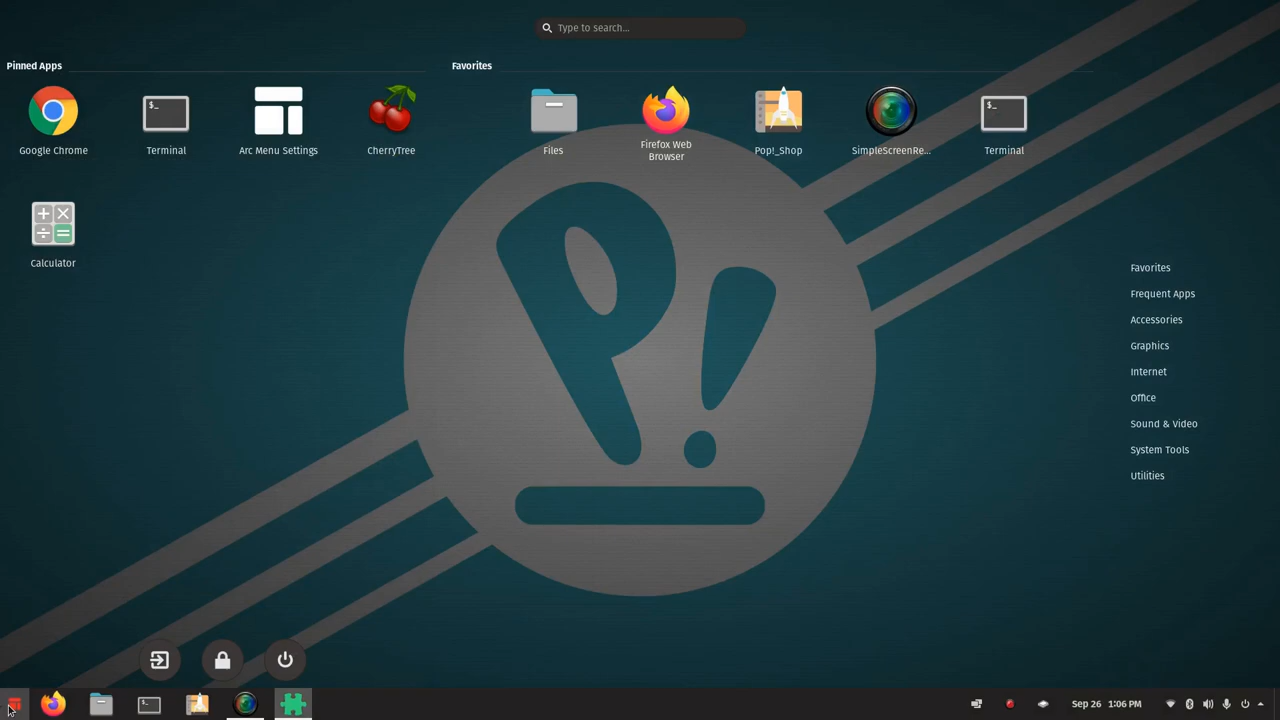 Type to search...
Pinned Apps
Favorites
Google Chrome
Terminal
Arc Menu Settings
CherryTree
Files
Firefox Web
Browser
Pop!_Shop
SimpleScreenRe...
Terminal
Calculator
Favorites
Frequent Apps
Accessories
Graphics
Internet
Office
Sound & Video
System Tools
Utilities
P!
Sep 26 1:06 PM